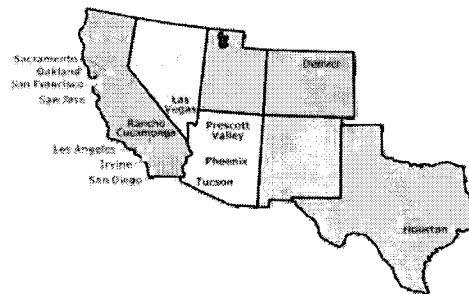 Sacramento
Oakland
San Francisco
San Jose
Denver
Las
Vegas
Rancho
Cucamonga
Prescott
Valley
Los Angeles
Irvine
San Diego
Phoenix
Tucson
Houston